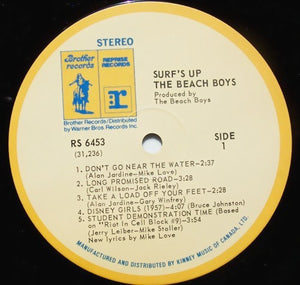 STEREO
Brother
records
REPRISE
RECORDS
r
Brother Records/Distributed
by Warner Bros. Records Inc.
SURF'S UP
THE BEACH BOYS
Produced by
The Beach Boys
RS 6453
(31,236)
SIDE
1
1. DON'T GO NEAR THE WATER-2:37
(Alan Jardine-Mike Love)
2. LONG PROMISED ROAD-3:28
(Carl Wilson-Jack Rieley)
3. TAKE A LOAD OFF YOUR FEET-2:28
(Alan Jardine-Gary Winfrey)
4. DISNEY GIRLS (1957)-4:07 (Bruce Johnston)
5. STUDENT DEMONSTRATION TIME (Based
on "Riot In Cell Block #9)-3:54
(Jerry Leiber-Mike Stoller)
New lyrics by Mike Love
MANUFACTURED AND DISTRIBUTED BY KINNEY MUSIC OF CANADA, LTD.